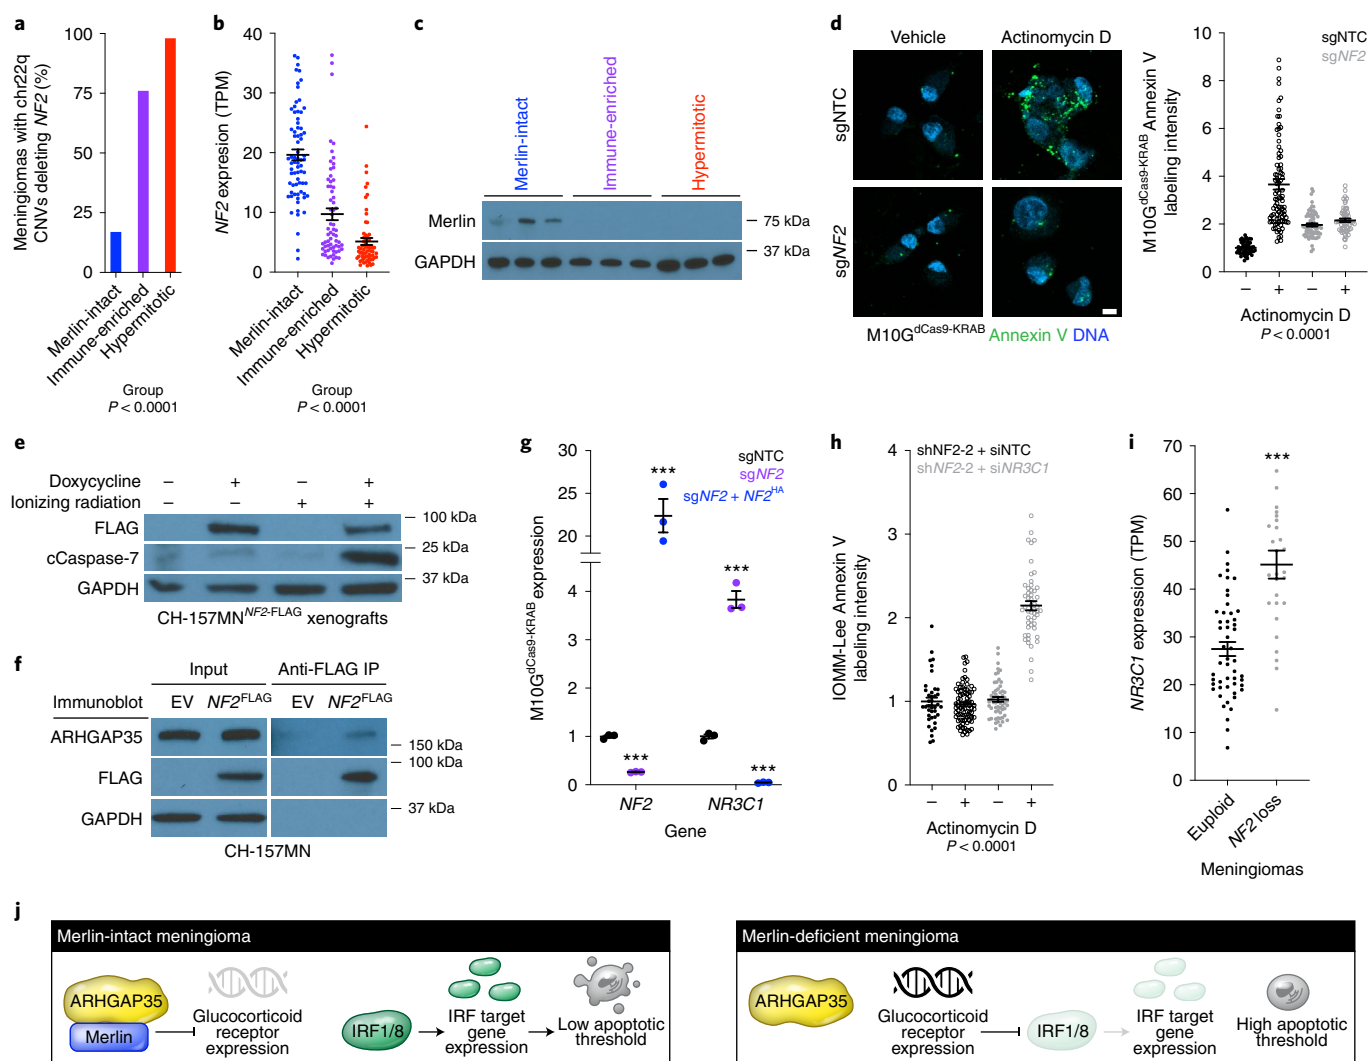 a
Meningiomas with chr22q
CNVs deleting NF2 (%)
100
75
50
25
0
Merlin-intact
Immune-enriched
Hypermitotic
Group
P < 0.0001
b
NF2 expression (TPM)
40
30
20
10
0
Merlin-intact
Immune-enriched
Hypermitotic
Group
P < 0.0001
c
Merlin-intact
Immune-enriched
Hypermitotic
Merlin
75 kDa
GAPDH
37 kDa
d
Vehicle
Actinomycin D
sgNTC
sgNF2
M10GdCas9-KRAB Annexin V DNA
M10GdCas9-KRAB Annexin V
labeling intensity
10
8
6
4
2
0
sgNTC
sgNF2
– + – +
Actinomycin D
P < 0.0001
e
Doxycycline – + – +
Ionizing radiation – – + +
FLAG
100 kDa
cCaspase-7
25 kDa
GAPDH
37 kDa
CH-157MNNF2-FLAG xenografts
f
Input
Anti-FLAG IP
Immunoblot EV NF2FLAG EV NF2FLAG
ARHGAP35
150 kDa
FLAG
100 kDa
GAPDH
37 kDa
CH-157MN
g
M10GdCas9-KRAB expression
30
25
20
4
3
2
1
0
sgNTC
sgNF2
sgNF2 + NF2HA
***
***
***
***
NF2
NR3C1
Gene
h
IOMM-Lee Annexin V
labeling intensity
4
3
2
1
0
shNF2-2 + siNTC
shNF2-2 + siNR3C1
– + – +
Actinomycin D
P < 0.0001
i
NR3C1 expression (TPM)
70
60
50
40
30
20
10
0
***
Euploid
NF2 loss
Meningiomas
j
Merlin-intact meningioma
ARHGAP35
Merlin
Glucocorticoid
receptor
expression
IRF1/8
IRF target
gene
expression
Low apoptotic
threshold
Merlin-deficient meningioma
ARHGAP35
Glucocorticoid
receptor
expression
IRF1/8
IRF target
gene
expression
High apoptotic
threshold